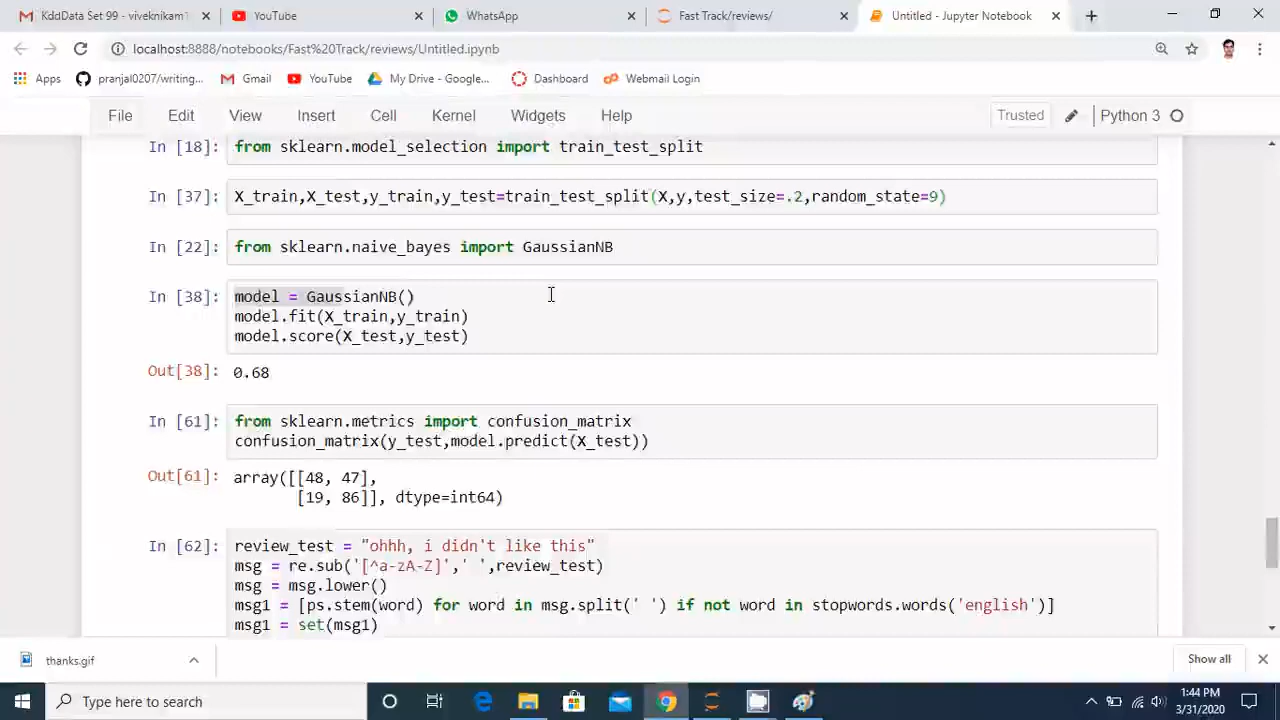 KddData Set 99 - viveknikam1
YouTube
WhatsApp
Fast Track/reviews/
Untitled - Jupyter Notebook
localhost:8888/notebooks/Fast%20Track/reviews/Untitled.ipynb
Apps
pranjal0207/writing...
Gmail
YouTube
My Drive - Google...
Dashboard
Webmail Login
File
Edit
View
Insert
Cell
Kernel
Widgets
Help
Trusted
Python 3
In [18]: from sklearn.model_selection import train_test_split
In [37]: X_train,X_test,y_train,y_test=train_test_split(X,y,test_size=.2,random_state=9)
In [22]: from sklearn.naive_bayes import GaussianNB
In [38]: model = GaussianNB()
model.fit(X_train,y_train)
model.score(X_test,y_test)
Out[38]: 0.68
In [61]: from sklearn.metrics import confusion_matrix
confusion_matrix(y_test,model.predict(X_test))
Out[61]: array([[48, 47],
[19, 86]], dtype=int64)
In [62]: review_test = "ohhh, i didn't like this"
msg = re.sub('[^a-zA-Z]',' ',review_test)
msg = msg.lower()
msg1 = [ps.stem(word) for word in msg.split(' ') if not word in stopwords.words('english')]
msg1 = set(msg1)
thanks.gif
Show all
Type here to search
1:44 PM
3/31/2020